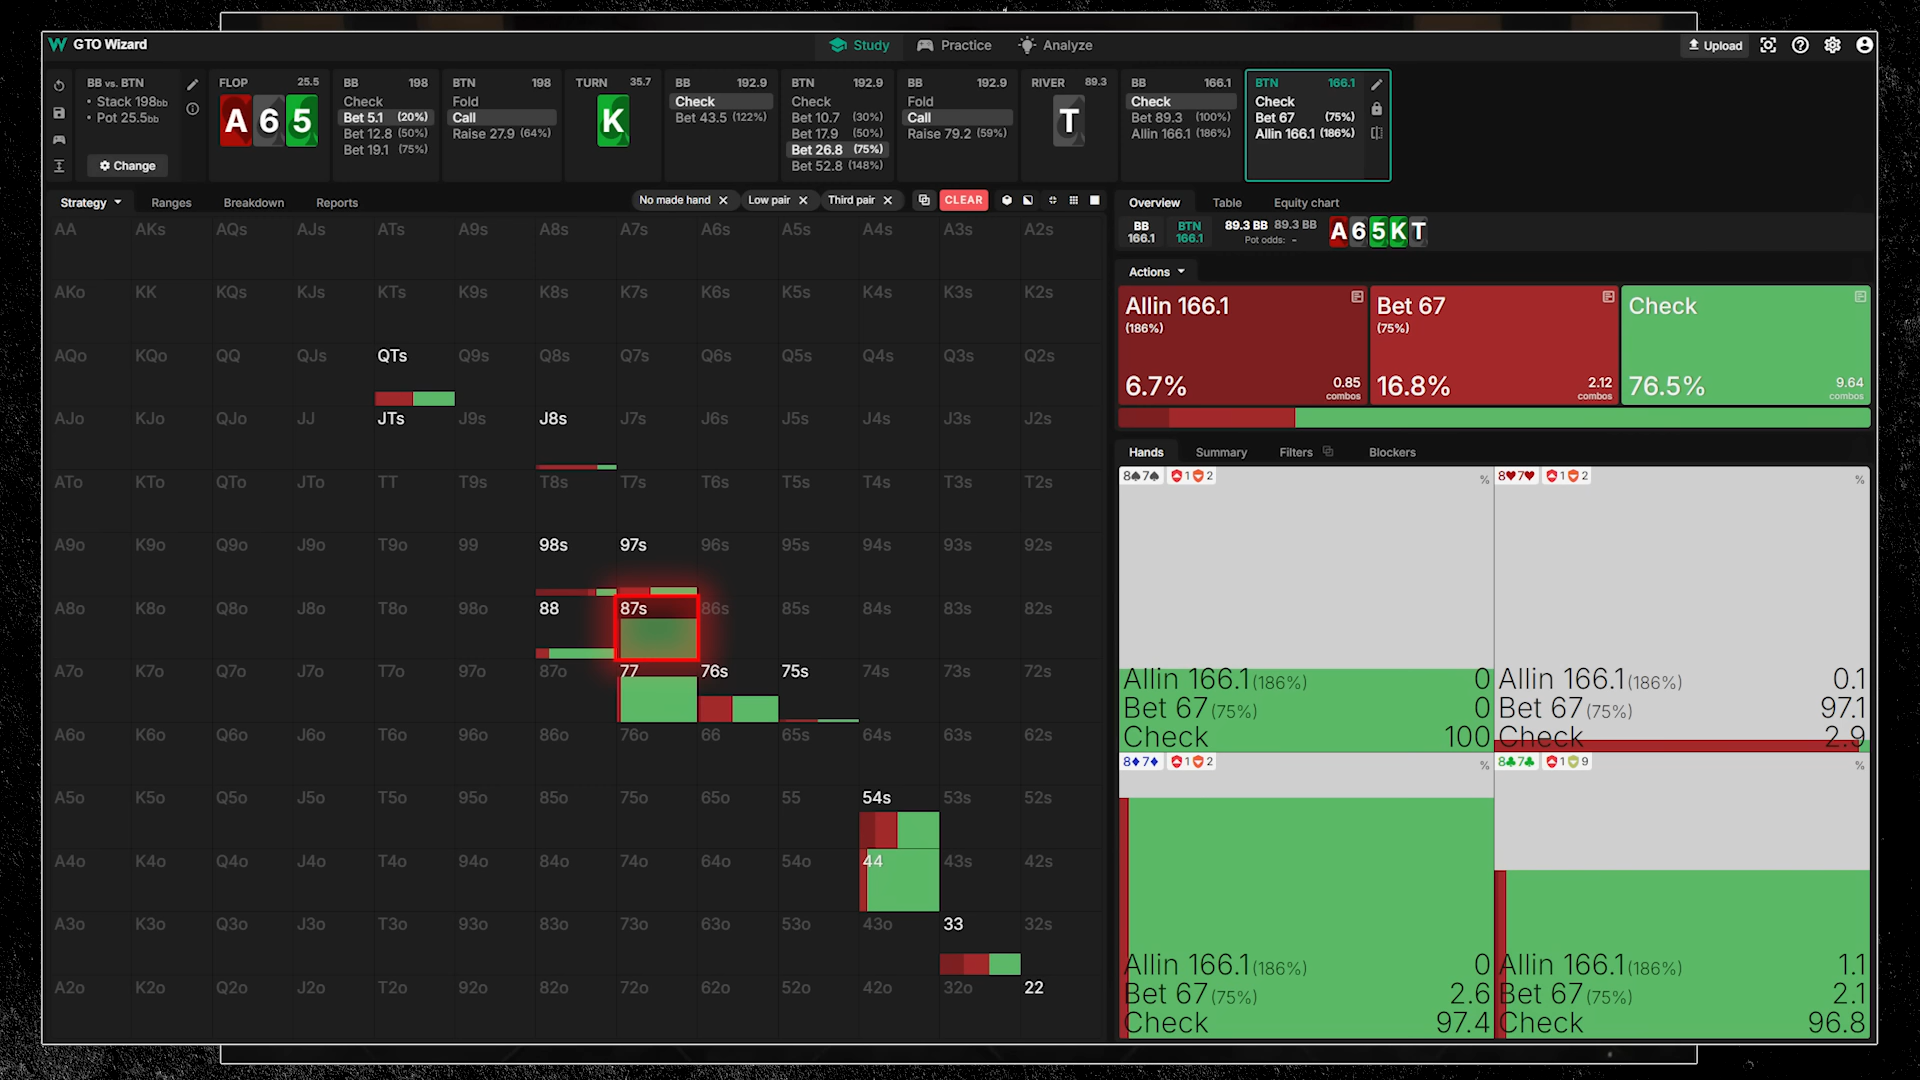 GTO Wizard
Study
Practice
Analyze
Upload
BB vs. BTN
• Stack 198bb
• Pot 25.5bb
Change
FLOP 25.5
A 6 5
BB 198
Check
Bet 5.1 (20%)
Bet 12.8 (50%)
Bet 19.1 (75%)
BTN 198
Fold
Call
Raise 27.9 (64%)
TURN 35.7
K
BB 192.9
Check
Bet 43.5 (122%)
BTN 192.9
Check
Bet 10.7 (30%)
Bet 17.9 (50%)
Bet 26.8 (75%)
Bet 52.8 (148%)
BB 192.9
Fold
Call
Raise 79.2 (59%)
RIVER 89.3
T
BB 166.1
Check
Bet 89.3 (100%)
Allin 166.1 (186%)
BTN 166.1
Check
Bet 67 (75%)
Allin 166.1 (186%)
Strategy Ranges Breakdown Reports
No made hand × Low pair × Third pair × CLEAR
AA AKs AQs AJs ATs A9s A8s A7s A6s A5s A4s A3s A2s
AKo KK KQs KJs KTs K9s K8s K7s K6s K5s K4s K3s K2s
AQo KQo QQ QJs QTs Q9s Q8s Q7s Q6s Q5s Q4s Q3s Q2s
AJo KJo QJo JJ JTs J9s J8s J7s J6s J5s J4s J3s J2s
ATo KTo QTo JTo TT T9s T8s T7s T6s T5s T4s T3s T2s
A9o K9o Q9o J9o T9o 99 98s 97s 96s 95s 94s 93s 92s
A8o K8o Q8o J8o T8o 98o 88 87s 86s 85s 84s 83s 82s
A7o K7o Q7o J7o T7o 97o 87o 77 76s 75s 74s 73s 72s
A6o K6o Q6o J6o T6o 96o 86o 76o 66 65s 64s 63s 62s
A5o K5o Q5o J5o T5o 95o 85o 75o 65o 55 54s 53s 52s
A4o K4o Q4o J4o T4o 94o 84o 74o 64o 54o 44 43s 42s
A3o K3o Q3o J3o T3o 93o 83o 73o 63o 53o 43o 33 32s
A2o K2o Q2o J2o T2o 92o 82o 72o 62o 52o 42o 32o 22
Overview Table Equity chart
BB 166.1
BTN 166.1
89.3 BB 89.3 BB
Pot odds: -
A 6 5 K T
Actions
Allin 166.1
(186%)
6.7% 0.85 combos
Bet 67
(75%)
16.8% 2.12 combos
Check
76.5% 9.64 combos
Hands Summary Filters Blockers
8♠7♠ 1 2 %
Allin 166.1(186%) 0
Bet 67(75%) 0
Check 100
8♥7♥ 1 2 %
Allin 166.1(186%) 0.1
Bet 67(75%) 97.1
Check 2.9
8♦7♦ 1 2 %
Allin 166.1(186%) 0
Bet 67(75%) 2.6
Check 97.4
8♣7♣ 1 9 %
Allin 166.1(186%) 1.1
Bet 67(75%) 2.1
Check 96.8